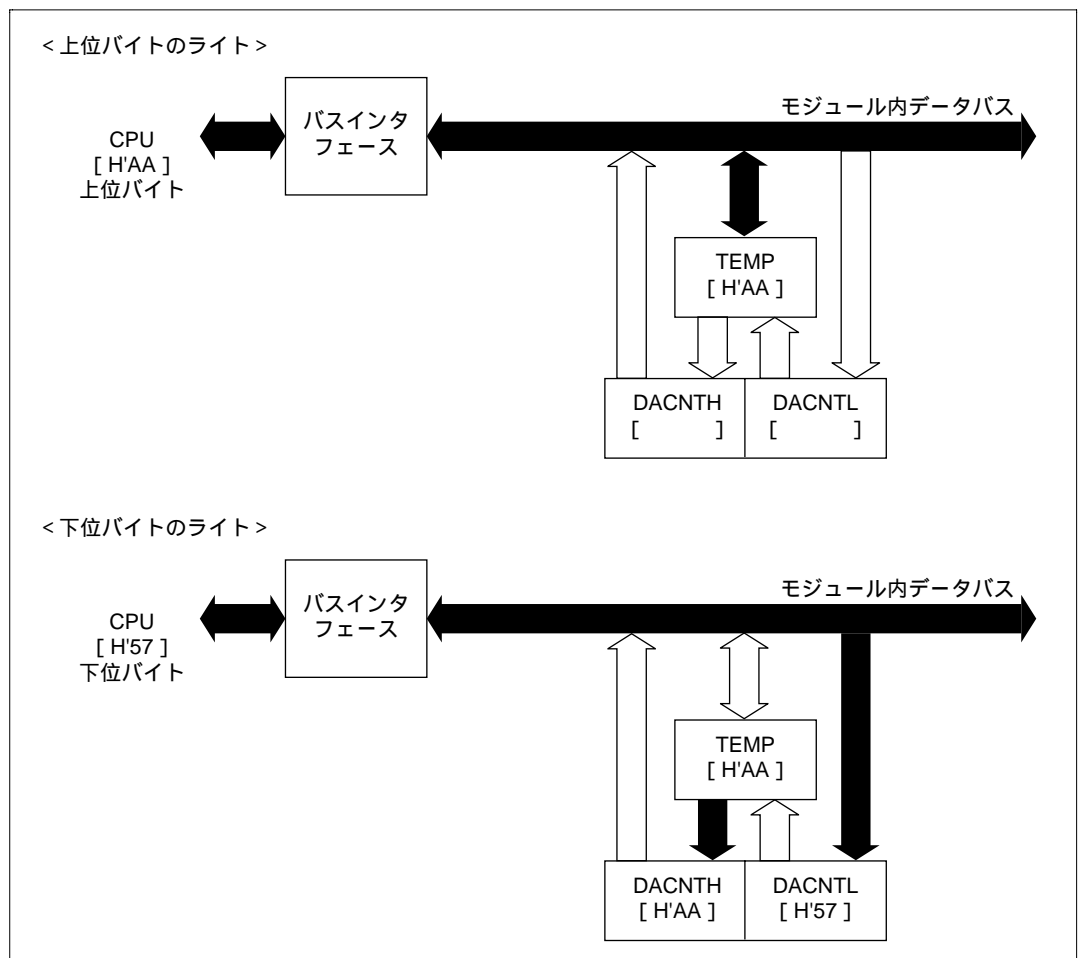 <上位バイトのライト>
モジュール内データバス
バスインタ
フェース
CPU
[ H'AA ]
上位バイト
TEMP
[ H'AA ]
DACNTH
[ ]
DACNTL
[ ]
<下位バイトのライト>
モジュール内データバス
バスインタ
フェース
CPU
[ H'57 ]
下位バイト
TEMP
[ H'AA ]
DACNTH
[ H'AA ]
DACNTL
[ H'57 ]